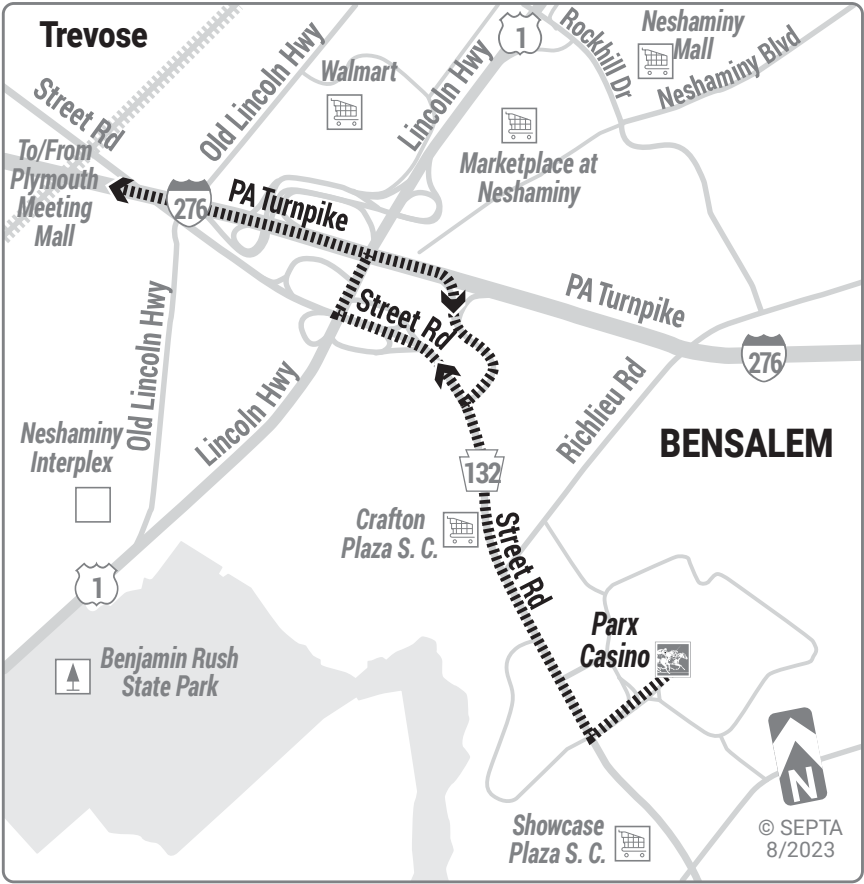 Trevose
Street Rd
Old Lincoln Hwy
Walmart
Lincoln Hwy
1
Rockhill Dr
Neshaminy
Mall
Neshaminy Blvd
To/From
Plymouth
Meeting
Mall
276
PA Turnpike
Marketplace at
Neshaminy
Street Rd
PA Turnpike
276
Old Lincoln Hwy
Lincoln Hwy
Richlieu Rd
BENSALEM
Neshaminy
Interplex
132
Crafton
Plaza S. C.
Street Rd
1
Parx
Casino
Benjamin Rush
State Park
N
Showcase
Plaza S. C.
© SEPTA
8/2023